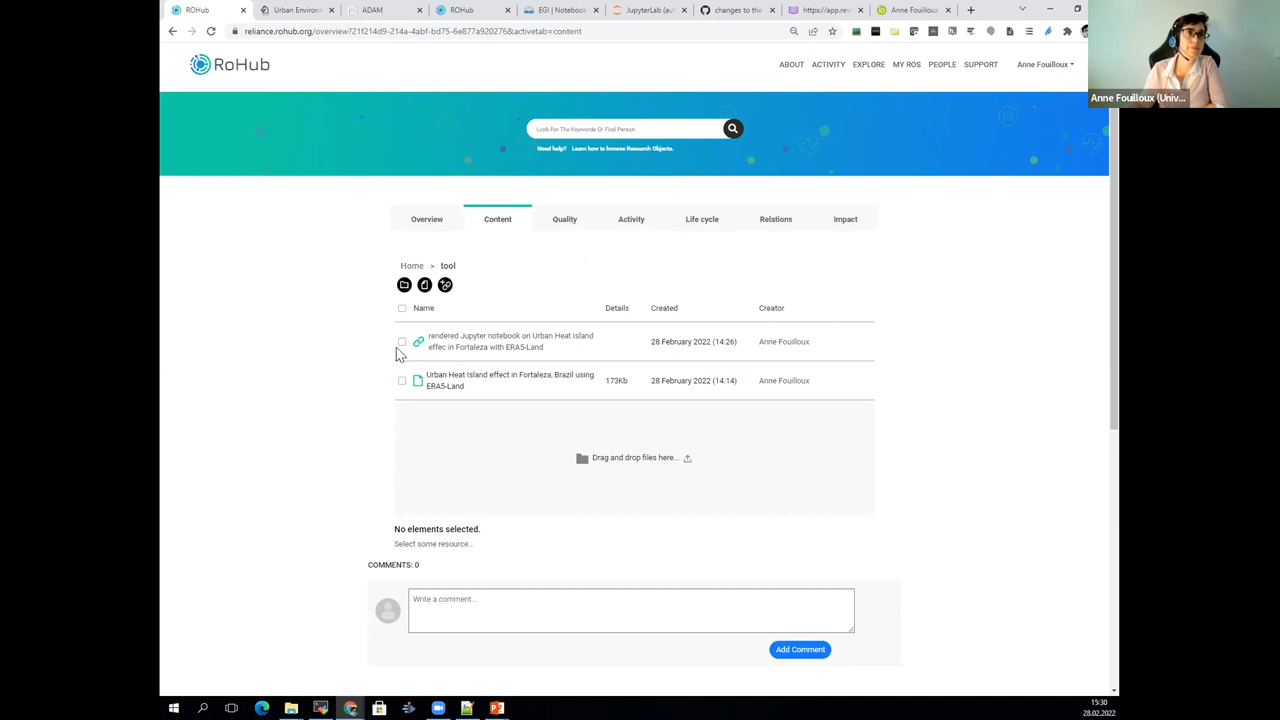 RoHub
Urban Environ
ADAM
RoHub
EGI | Notebook
JupyterLab (au
changes to the
https://app.rev
Anne Fouilloux
reliance.rohub.org/overview?21f214d9-214a-4abf-bd75-6e877a920276&activetab=content
RoHub
ABOUT ACTIVITY EXPLORE MY ROS PEOPLE SUPPORT Anne Fouilloux
Anne Fouilloux (Univ...
Look For The Keywords Or Find Person
Need help? Learn how to browse Research Objects.
Overview Content Quality Activity Life cycle Relations Impact
Home > tool
Name Details Created Creator
rendered Jupyter notebook on Urban Heat Island
effec in Fortaleza with ERA5-Land
28 February 2022 (14:26) Anne Fouilloux
Urban Heat Island effect in Fortaleza, Brazil using
ERA5-Land
173Kb 28 February 2022 (14:14) Anne Fouilloux
Drag and drop files here...
No elements selected.
Select some resource...
COMMENTS: 0
Write a comment...
Add Comment
15:30
28.02.2022